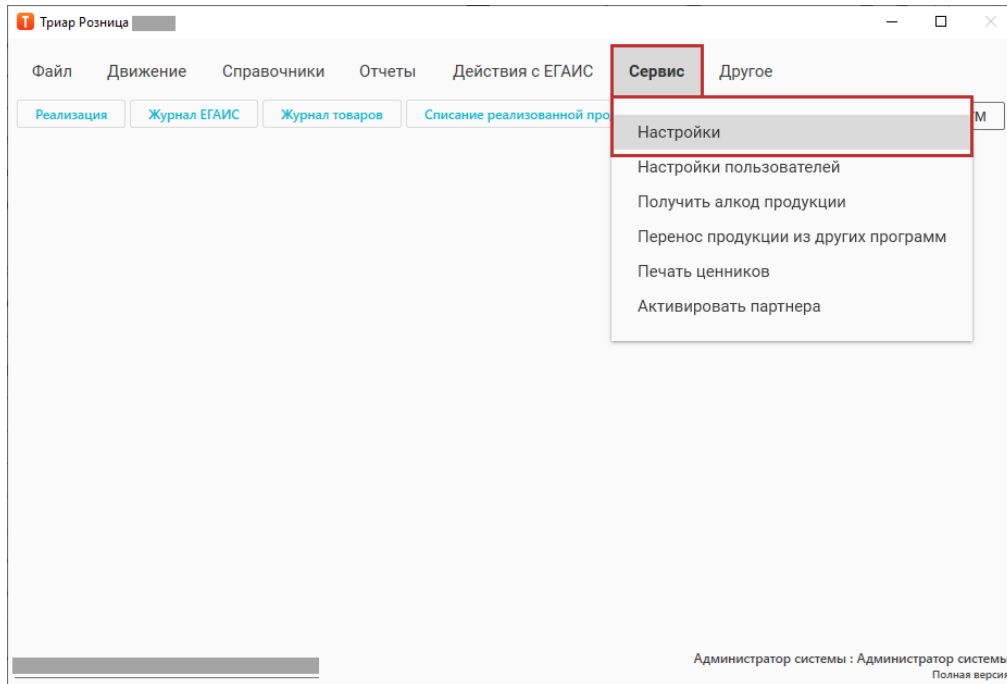 Триар Розница
Файл Движение Справочники Отчеты Действия с ЕГАИС Сервис Другое
Реализация Журнал ЕГАИС Журнал товаров Списание реализованной
Настройки
Настройки пользователей
Получить алкод продукции
Перенос продукции из других программ
Печать ценников
Активировать партнера
Администратор системы : Администратор системы
Полная версия